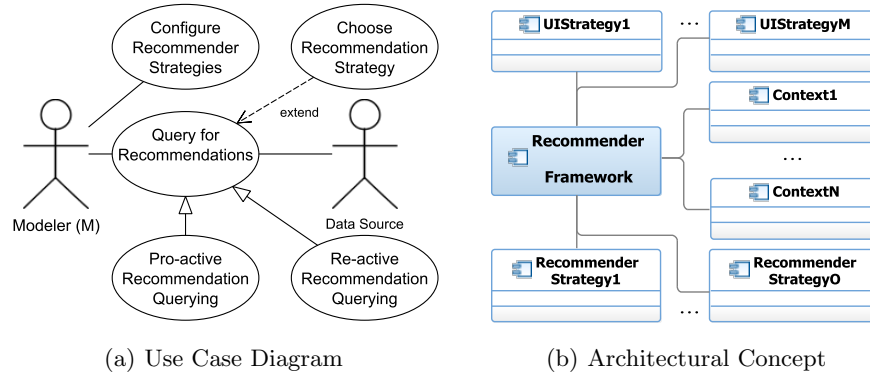 Configure
Recommender
Strategies
Choose
Recommendation
Strategy
extend
Query for
Recommendations
Modeler (M)
Data Source
Pro-active
Recommendation
Querying
Re-active
Recommendation
Querying
(a) Use Case Diagram
UIStrategy1
...
UIStrategyM
Context1
...
Recommender
Framework
ContextN
Recommender
Strategy1
...
Recommender
StrategyO
(b) Architectural Concept